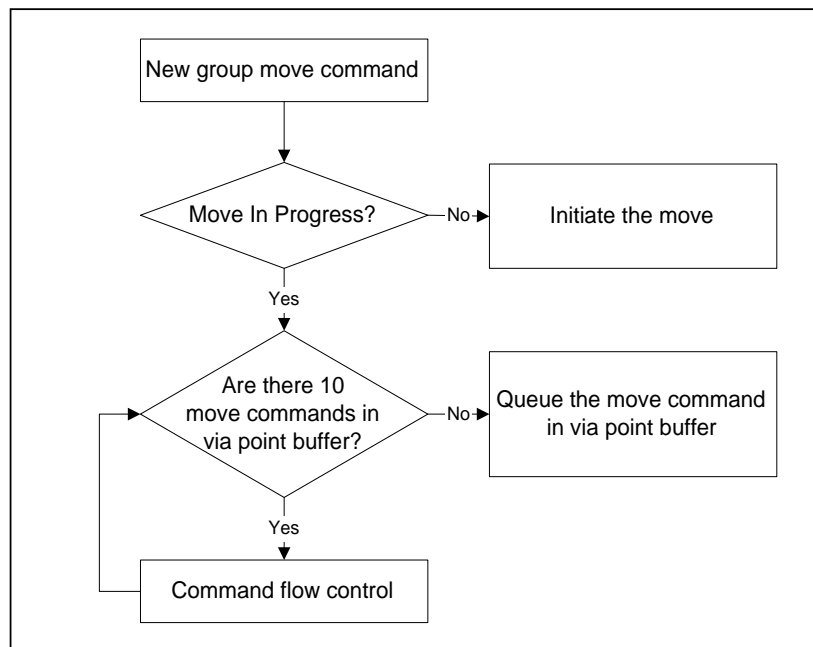 New group move command
Move In Progress?
No
Initiate the move
Yes
Are there 10
move commands in
via point buffer?
No
Queue the move command
in via point buffer
Yes
Command flow control